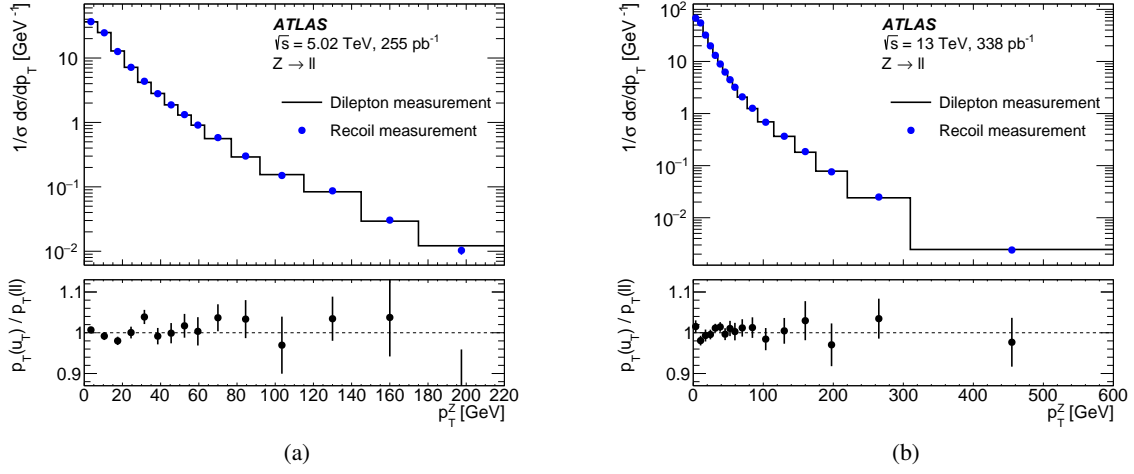 ATLAS
√s = 5.02 TeV, 255 pb⁻¹
Z → ll
Dilepton measurement
Recoil measurement
1/σ dσ/dp_T [GeV⁻¹]
10
1
10⁻¹
10⁻²
p_T(u_T) / p_T(ll)
1.1
1
0.9
0 20 40 60 80 100 120 140 160 180 200 220
p_T^Z [GeV]
(a)
ATLAS
√s = 13 TeV, 338 pb⁻¹
Z → ll
Dilepton measurement
Recoil measurement
1/σ dσ/dp_T [GeV⁻¹]
10²
10
1
10⁻¹
10⁻²
10⁻³
p_T(u_T) / p_T(ll)
1.1
1
0.9
0 100 200 300 400 500 600
p_T^Z [GeV]
(b)